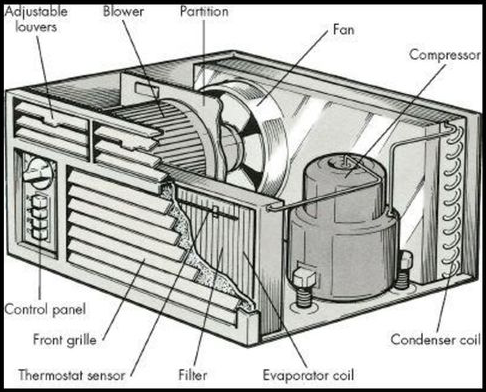 Adjustable
louvers
Blower
Partition
Fan
Compressor
Control panel
Front grille
Thermostat sensor
Filter
Evaporator coil
Condenser coil